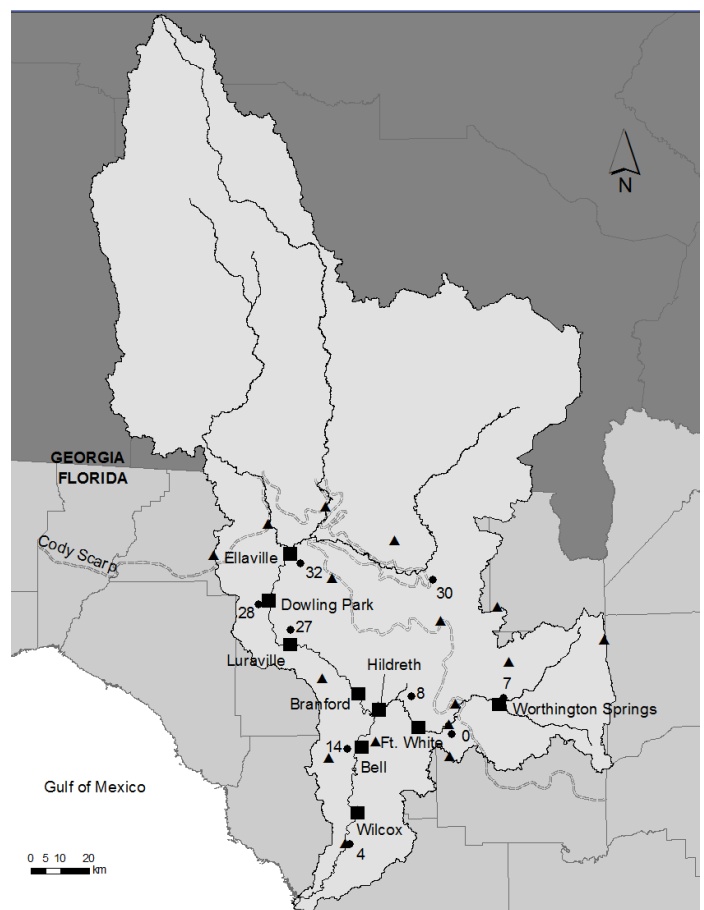 N
GEORGIA
FLORIDA
Cody Scarp
Ellaville
32
30
28
Dowling Park
27
Luraville
Hildreth
Branford
8
7
Worthington Springs
Ft. White
0
14
Bell
Gulf of Mexico
Wilcox
4
0 5 10 20
km